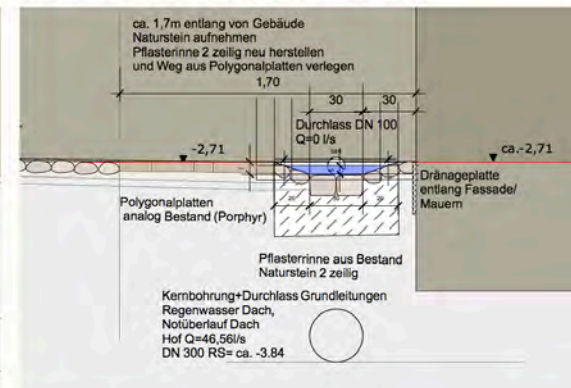 ca. 1,7m entlang von Gebäude
Naturstein aufnehmen
Pflasterinne 2 zeilig neu herstellen
und Weg aus Polygonalplatten verlegen
1,70
30 30
Durchlass DN 100
Q=0 l/s
-2,71
ca.-2,71
Dränageplatte
entlang Fassade/
Mauern
Polygonalplatten
analog Bestand (Porphyr)
Pflasterrinne aus Bestand
Naturstein 2 zeilig
Kernbohrung+Durchlass Grundleitungen
Regenwasser Dach,
Notüberlauf Dach
Hof Q=46,56l/s
DN 300 RS= ca. -3.84